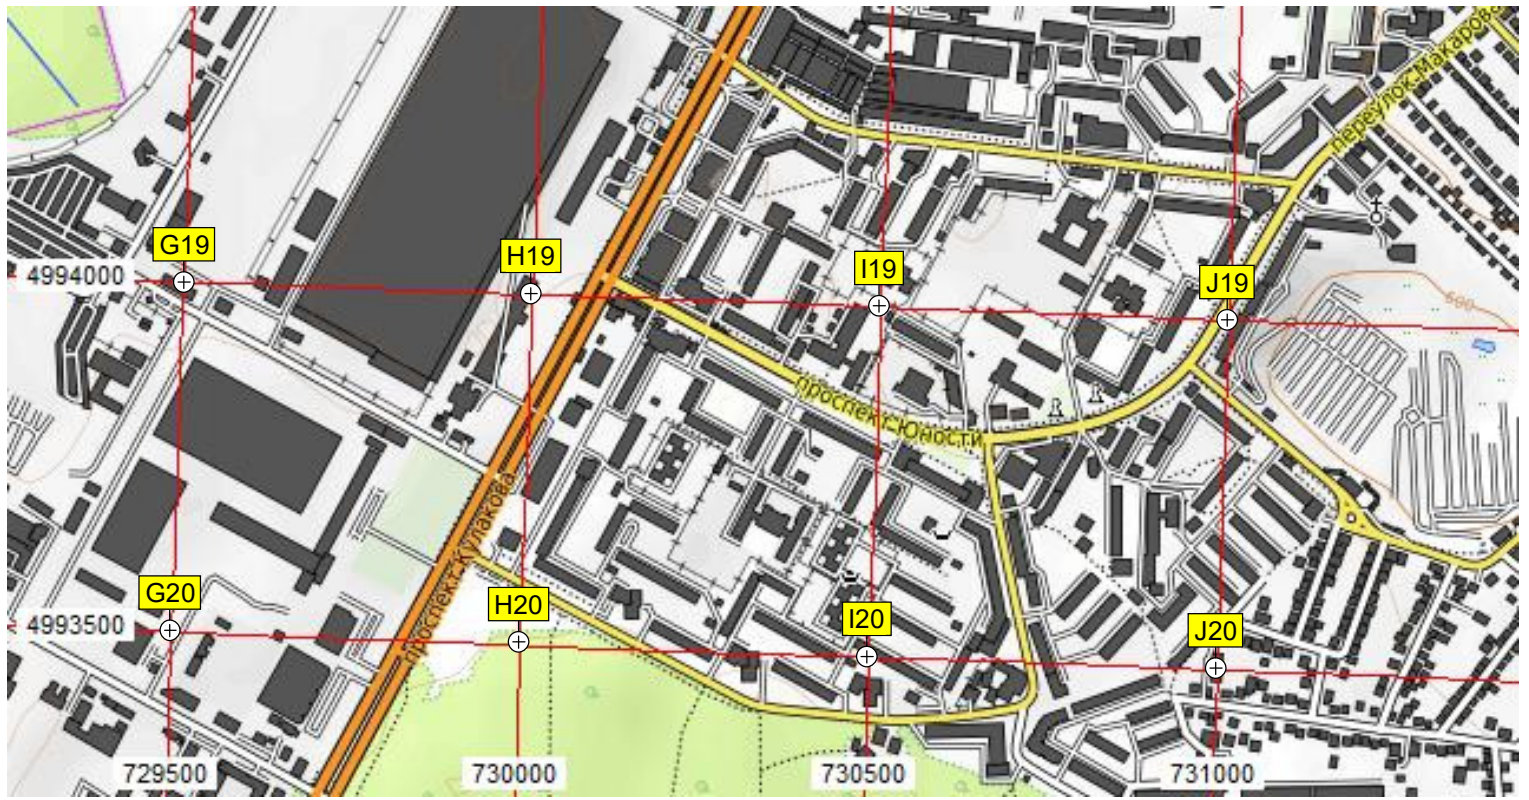 переулок Макарова
G19
H19
I19
J19
4994000
600
проспект Юности
проспект Кулакова
G20
H20
I20
J20
4993500
729500
730000
730500
731000